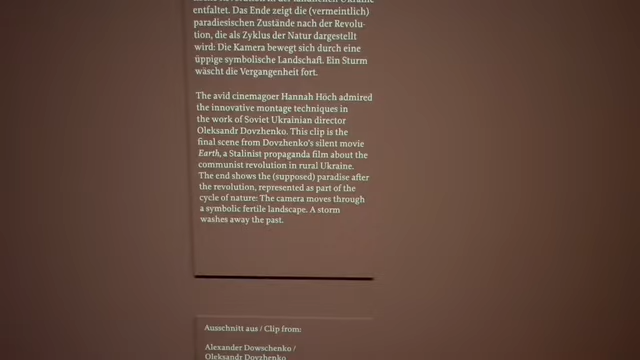 entfaltet. Das Ende zeigt die (vermeintlich)
paradiesischen Zustände nach der Revolu-
tion, die als Zyklus der Natur dargestellt
wird: Die Kamera bewegt sich durch eine
üppige symbolische Landschaft. Ein Sturm
wäscht die Vergangenheit fort.
The avid cinemagoer Hannah Höch admired
the innovative montage techniques in
the work of Soviet Ukrainian director
Oleksandr Dovzhenko. This clip is the
final scene from Dovzhenko's silent movie
Earth, a Stalinist propaganda film about the
communist revolution in rural Ukraine.
The end shows the (supposed) paradise after
the revolution, represented as part of the
cycle of nature: The camera moves through
a symbolic fertile landscape. A storm
washes away the past.
Ausschnitt aus / Clip from:
Alexander Dowschenko /
Oleksandr Dovzhenko